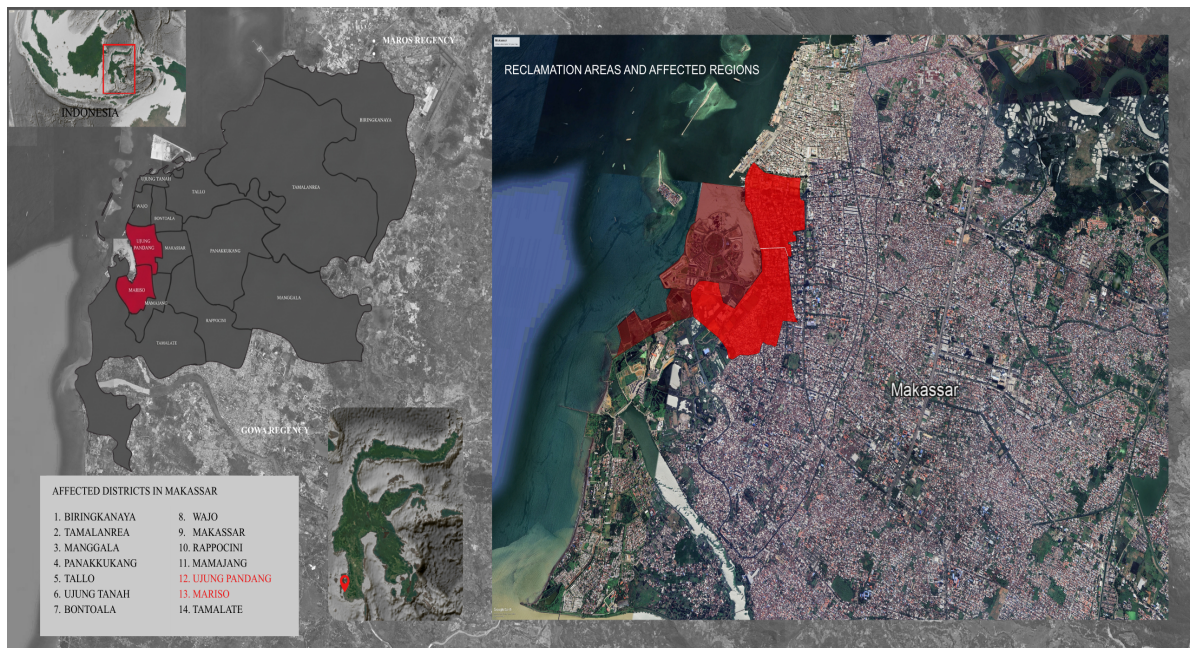 INDONESIA
MAROS REGENCY
BIRINGKANAYA
UJUNG TANAH
TALLO
TAMALANREA
WAJO
BONTOALA
UJUNG
PANDANG
MAKASSAR
PANAKKUKANG
MARISO
MAMAJANG
MANGGALA
RAPPOCINI
TAMALATE
GOWA REGENCY
AFFECTED DISTRICTS IN MAKASSAR
1. BIRINGKANAYA
2. TAMALANREA
3. MANGGALA
4. PANAKKUKANG
5. TALLO
6. UJUNG TANAH
7. BONTOALA
8. WAJO
9. MAKASSAR
10. RAPPOCINI
11. MAMAJANG
12. UJUNG PANDANG
13. MARISO
14. TAMALATE
RECLAMATION AREAS AND AFFECTED REGIONS
Makassar